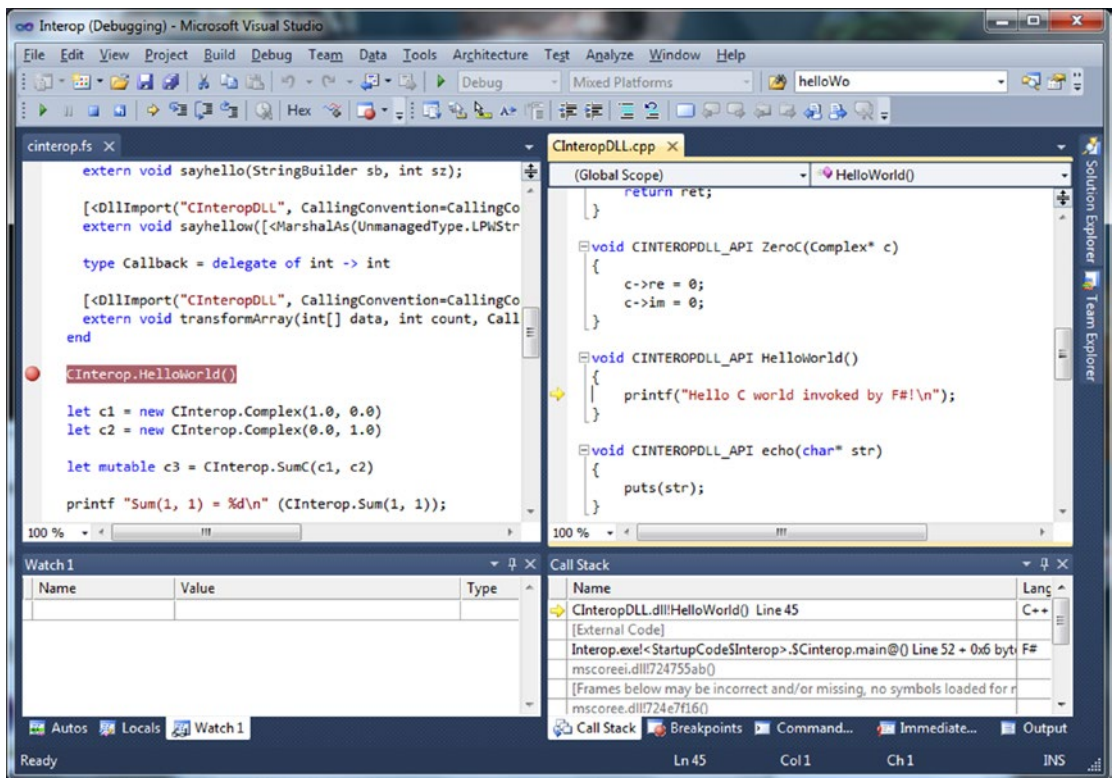 Interop (Debugging) - Microsoft Visual Studio
File Edit View Project Build Debug Team Data Tools Architecture Test Analyze Window Help
Debug Mixed Platforms helloWo
Hex
cinterop.fs
extern void sayhello(StringBuilder sb, int sz);
[<DllImport("CInteropDLL", CallingConvention=CallingCo
extern void sayhellow([<MarshalAs(UnmanagedType.LPWStr
type Callback = delegate of int -> int
[<DllImport("CInteropDLL", CallingConvention=CallingCo
extern void transformArray(int[] data, int count, Call
end
CInterop.HelloWorld()
let c1 = new CInterop.Complex(1.0, 0.0)
let c2 = new CInterop.Complex(0.0, 1.0)
let mutable c3 = CInterop.SumC(c1, c2)
printf "Sum(1, 1) = %d\n" (CInterop.Sum(1, 1));
100 %
CInteropDLL.cpp
(Global Scope) HelloWorld()
return ret;
}
void CINTEROPDLL_API ZeroC(Complex* c)
{
c->re = 0;
c->im = 0;
}
void CINTEROPDLL_API HelloWorld()
{
printf("Hello C world invoked by F#!\n");
}
void CINTEROPDLL_API echo(char* str)
{
puts(str);
}
100 %
Solution Explorer
Team Explorer
Watch 1
Name Value Type
Autos Locals Watch 1
Call Stack
Name Lang
CInteropDLL.dll!HelloWorld() Line 45 C++
[External Code]
Interop.exe!<StartupCode$Interop>.$Cinterop.main@() Line 52 + 0x6 byt F#
mscoreei.dll!724755ab()
[Frames below may be incorrect and/or missing, no symbols loaded for
mscoree.dll!724e7f16()
Call Stack Breakpoints Command... Immediate... Output
Ready Ln 45 Col 1 Ch 1 INS